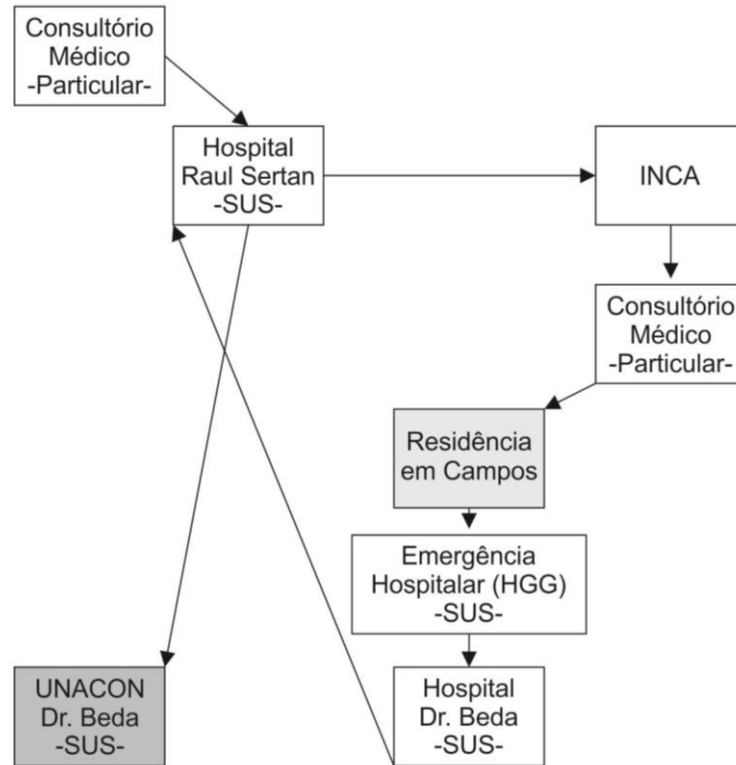 Consultório
Médico
-Particular-
Hospital
Raul Sertan
-SUS-
INCA
Consultório
Médico
-Particular-
Residência
em Campos
Emergência
Hospitalar (HGG)
-SUS-
UNACON
Dr. Beda
-SUS-
Hospital
Dr. Beda
-SUS-